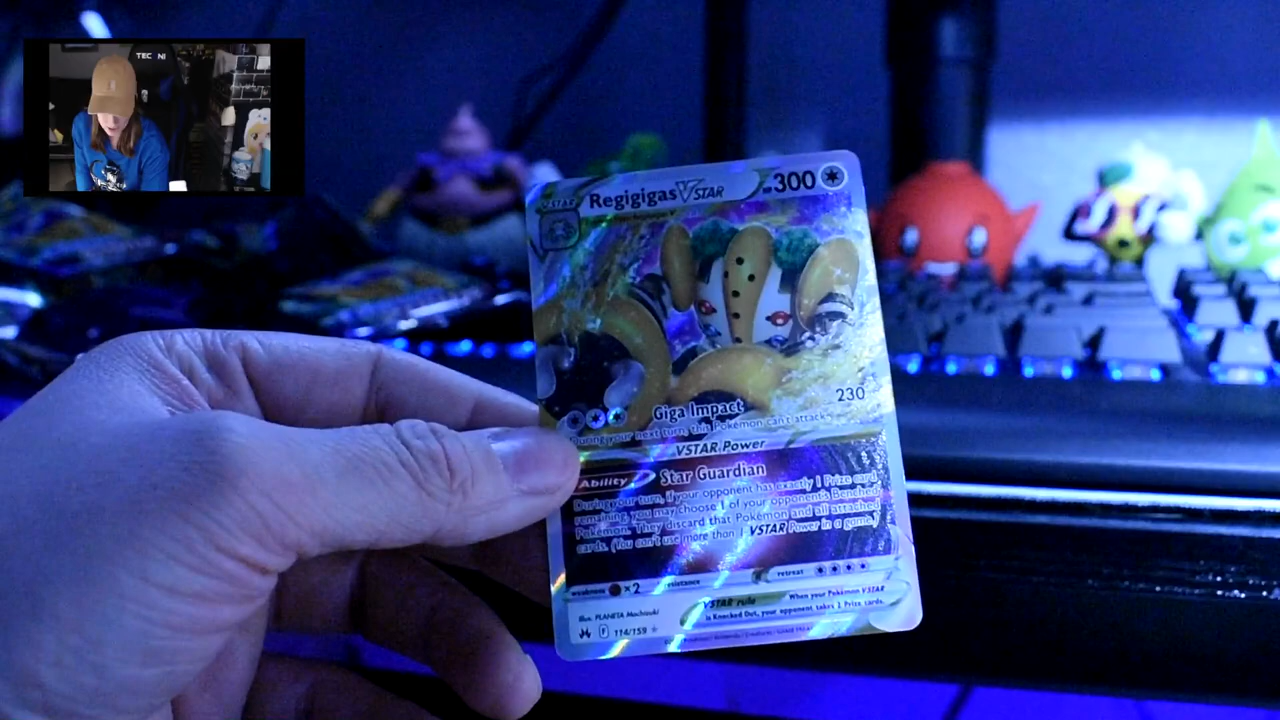 TEC NI
VSTAR
Regigigas VSTAR
300
230
Giga Impact
During your next turn, this Pokémon can't attack.
VSTAR Power
Ability
Star Guardian
During your turn, if your opponent has exactly 1 Prize card
remaining, you may choose 1 of your opponent's Benched
Pokémon. They discard that Pokémon and all attached
cards. (You can't use more than 1 VSTAR Power in a game.)
weakness ×2 resistance
retreat
VSTAR rule
When your Pokémon VSTAR
is Knocked Out, your opponent takes 2 Prize cards.
Illus. PLANETA Mochizuki
F 114/159